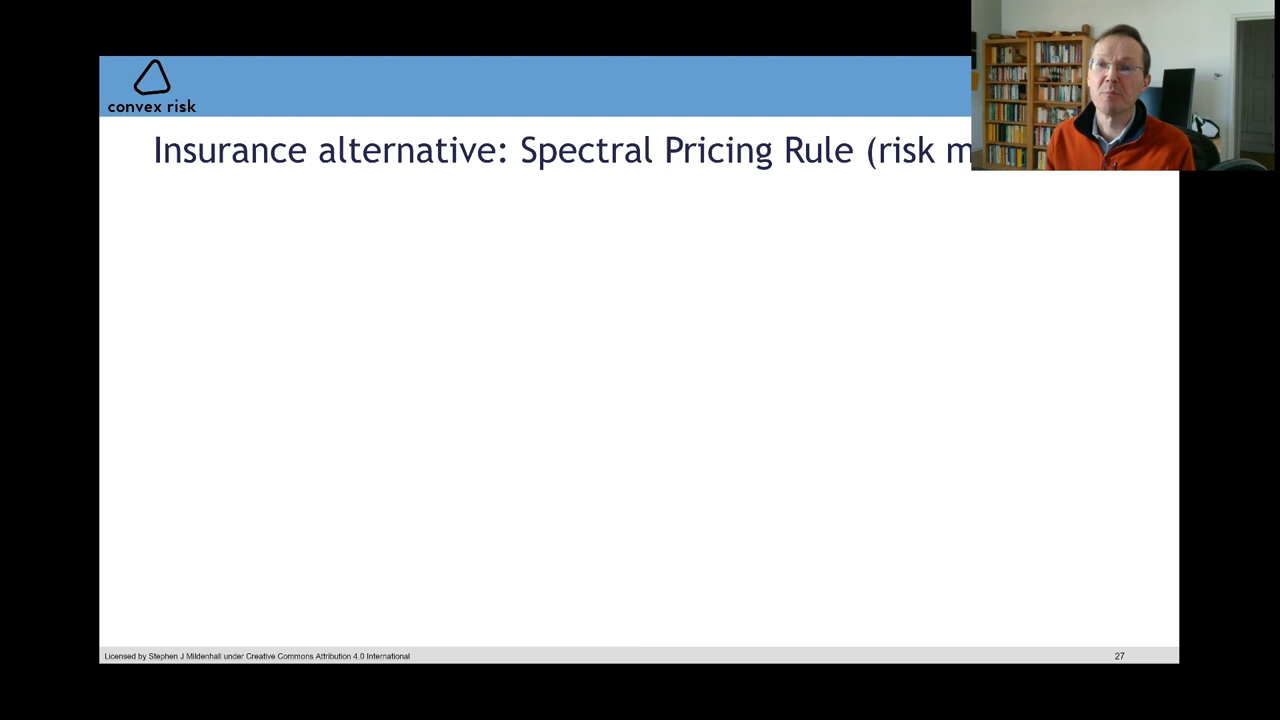 convex risk
Insurance alternative: Spectral Pricing Rule (risk m
Licensed by Stephen J Mildenhall under Creative Commons Attribution 4.0 International
27